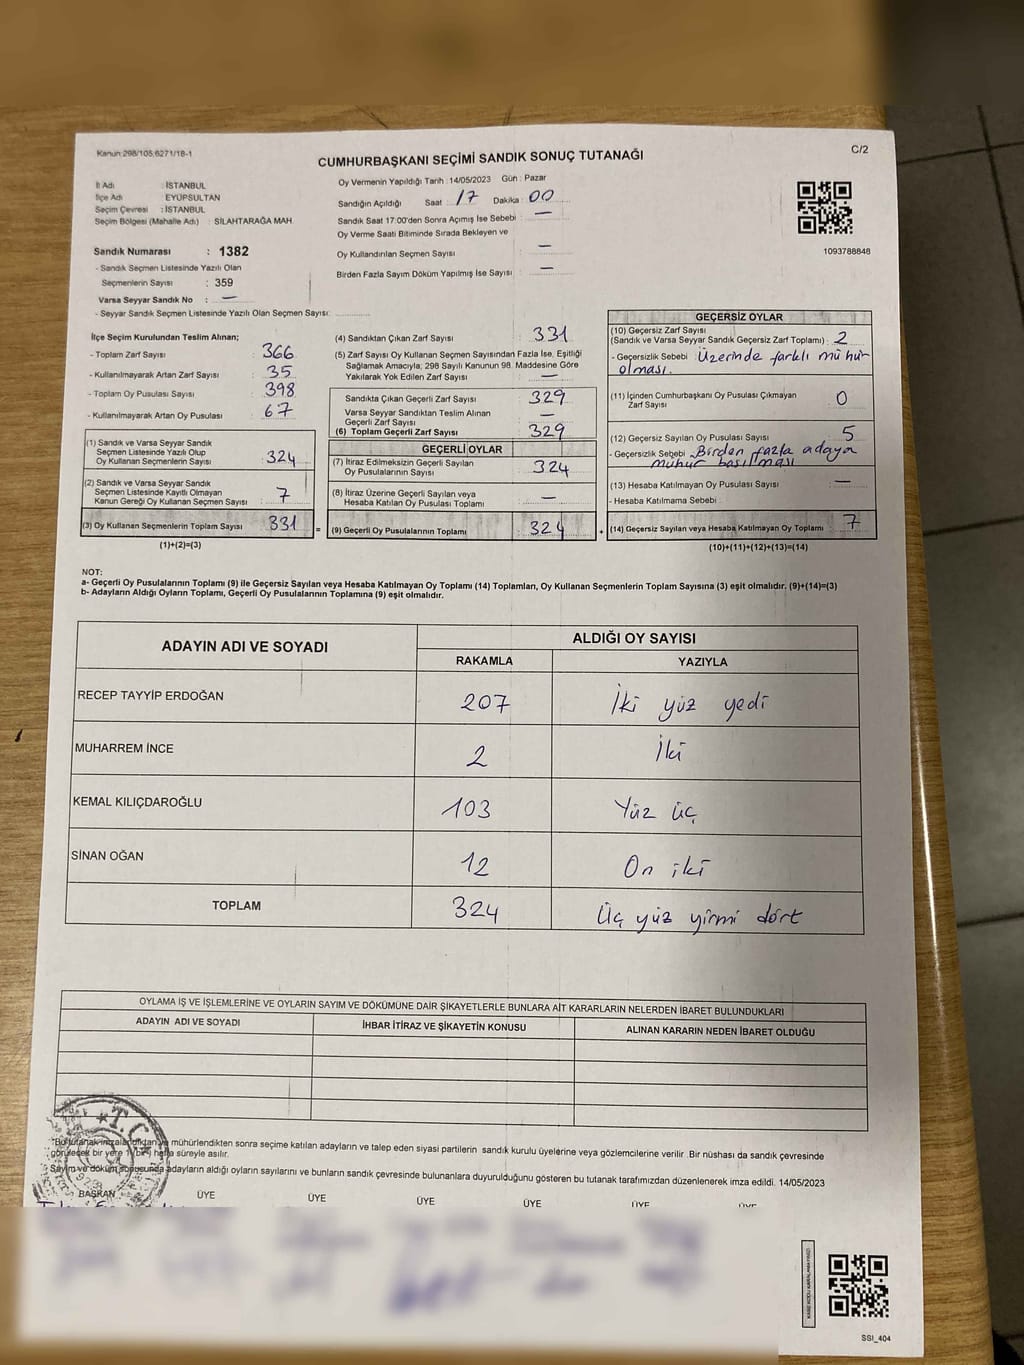 Kanun:298/105,6271/18-1
CUMHURBAŞKANI SEÇİMİ SANDIK SONUÇ TUTANAĞI
C/2
İl Adı : İSTANBUL
İlçe Adı : EYÜPSULTAN
Seçim Çevresi : İSTANBUL
Seçim Bölgesi (Mahalle Adı) : SİLAHTARAĞA MAH.
Oy Vermenin Yapıldığı Tarih :14/05/2023 Gün : Pazar
Sandığın Açıldığı Saat : 17 Dakika : 00
Sandık Saat 17:00'den Sonra Açımış İse Sebebi : —
Oy Verme Saati Bitiminde Sırada Bekleyen ve
Oy Kullandırılan Seçmen Sayısı : —
Birden Fazla Sayım Döküm Yapılmış İse Sayısı : —
1093788848
Sandık Numarası : 1382
- Sandık Seçmen Listesinde Yazılı Olan
Seçmenlerin Sayısı : 359
Varsa Seyyar Sandık No : —
- Seyyar Sandık Seçmen Listesinde Yazılı Olan Seçmen Sayısı:
İlçe Seçim Kurulundan Teslim Alınan;
- Toplam Zarf Sayısı : 366
- Kullanılmayarak Artan Zarf Sayısı : 35
- Toplam Oy Pusulası Sayısı : 398
- Kullanılmayarak Artan Oy Pusulası : 67
(1) Sandık ve Varsa Seyyar Sandık
Seçmen Listesinde Yazılı Olup
Oy Kullanan Seçmenlerin Sayısı : 324
(2) Sandık ve Varsa Seyyar Sandık
Seçmen Listesinde Kayıtlı Olmayan
Kanun Gereği Oy Kullanan Seçmen Sayısı : 7
(3) Oy Kullanan Seçmenlerin Toplam Sayısı : 331 =
(1)+(2)=(3)
(4) Sandıktan Çıkan Zarf Sayısı : 331
(5) Zarf Sayısı Oy Kullanan Seçmen Sayısından Fazla İse, Eşitliği
Sağlamak Amacıyla; 298 Sayılı Kanunun 98. Maddesine Göre
Yakılarak Yok Edilen Zarf Sayısı : —
Sandıkta Çıkan Geçerli Zarf Sayısı : 329
Varsa Seyyar Sandıktan Teslim Alınan
Geçerli Zarf Sayısı : —
(6) Toplam Geçerli Zarf Sayısı : 329
GEÇERLİ OYLAR
(7) İtiraz Edilmeksizin Geçerli Sayılan
Oy Pusulalarının Sayısı : 324
(8) İtiraz Üzerine Geçerli Sayılan veya
Hesaba Katılan Oy Pusulası Toplamı : —
(9) Geçerli Oy Pusulalarının Toplamı : 324 +
GEÇERSİZ OYLAR
(10) Geçersiz Zarf Sayısı
(Sandık ve Varsa Seyyar Sandık Geçersiz Zarf Toplamı) : 2
- Geçersizlik Sebebi : Üzerinde farklı mühür
olması.
(11) İçinden Cumhurbaşkanı Oy Pusulası Çıkmayan
Zarf Sayısı : 0
(12) Geçersiz Sayılan Oy Pusulası Sayısı : 5
- Geçersizlik Sebebi : Birden fazla adaya
mühür basılması
(13) Hesaba Katılmayan Oy Pusulası Sayısı : —
- Hesaba Katılmama Sebebi :
(14) Geçersiz Sayılan veya Hesaba Katılmayan Oy Toplamı : 7
(10)+(11)+(12)+(13)=(14)
NOT:
a- Geçerli Oy Pusulalarının Toplamı (9) ile Geçersiz Sayılan veya Hesaba Katılmayan Oy Toplamı (14) Toplamları, Oy Kullanan Seçmenlerin Toplam Sayısına (3) eşit olmalıdır. (9)+(14)=(3)
b- Adayların Aldığı Oyların Toplamı, Geçerli Oy Pusulalarının Toplamına (9) eşit olmalıdır.
ADAYIN ADI VE SOYADI
ALDIĞI OY SAYISI
RAKAMLA YAZIYLA
RECEP TAYYİP ERDOĞAN 207 İki yüz yedi
MUHARREM İNCE 2 İki
KEMAL KILIÇDAROĞLU 103 Yüz üç
SİNAN OĞAN 12 On iki
TOPLAM 324 Üç yüz yirmi dört
OYLAMA İŞ VE İŞLEMLERİNE VE OYLARIN SAYIM VE DÖKÜMÜNE DAİR ŞİKAYETLERLE BUNLARA AİT KARARLARIN NELERDEN İBARET BULUNDUKLARI
ADAYIN ADI VE SOYADI İHBAR İTİRAZ VE ŞİKAYETİN KONUSU ALINAN KARARIN NEDEN İBARET OLDUĞU
T.C.
*Bu tutanak imzalandıktan ve mühürlendikten sonra seçime katılan adayların ve talep eden siyasi partilerin sandık kurulu üyelerine veya gözlemcilerine verilir. Bir nüshası da sandık çevresinde
görülecek bir yere 1 (bir) hafta süreyle asılır.
Sayım ve döküm sonucunda adayların aldığı oyların sayılarını ve bunların sandık çevresinde bulunanlara duyurulduğunu gösteren bu tutanak tarafımızdan düzenlenerek imza edildi. 14/05/2023
BAŞKAN ÜYE ÜYE ÜYE ÜYE ÜYE ÜYE
SSİ_404